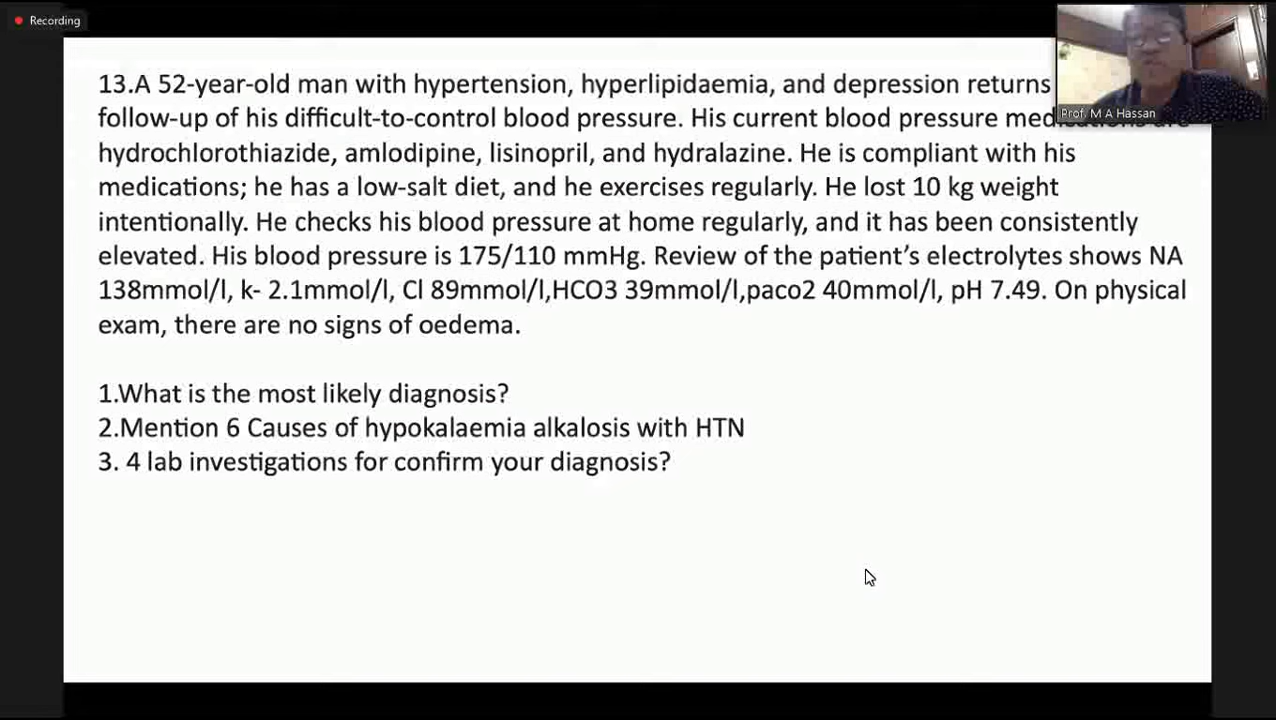 Recording
13.A 52-year-old man with hypertension, hyperlipidaemia, and depression returns
follow-up of his difficult-to-control blood pressure. His current blood pressure
hydrochlorothiazide, amlodipine, lisinopril, and hydralazine. He is compliant with his
medications; he has a low-salt diet, and he exercises regularly. He lost 10 kg weight
intentionally. He checks his blood pressure at home regularly, and it has been consistently
elevated. His blood pressure is 175/110 mmHg. Review of the patient’s electrolytes shows NA
138mmol/l, k- 2.1mmol/l, Cl 89mmol/l,HCO3 39mmol/l,paco2 40mmol/l, pH 7.49. On physical
exam, there are no signs of oedema.
1.What is the most likely diagnosis?
2.Mention 6 Causes of hypokalaemia alkalosis with HTN
3. 4 lab investigations for confirm your diagnosis?
Prof. M A Hassan